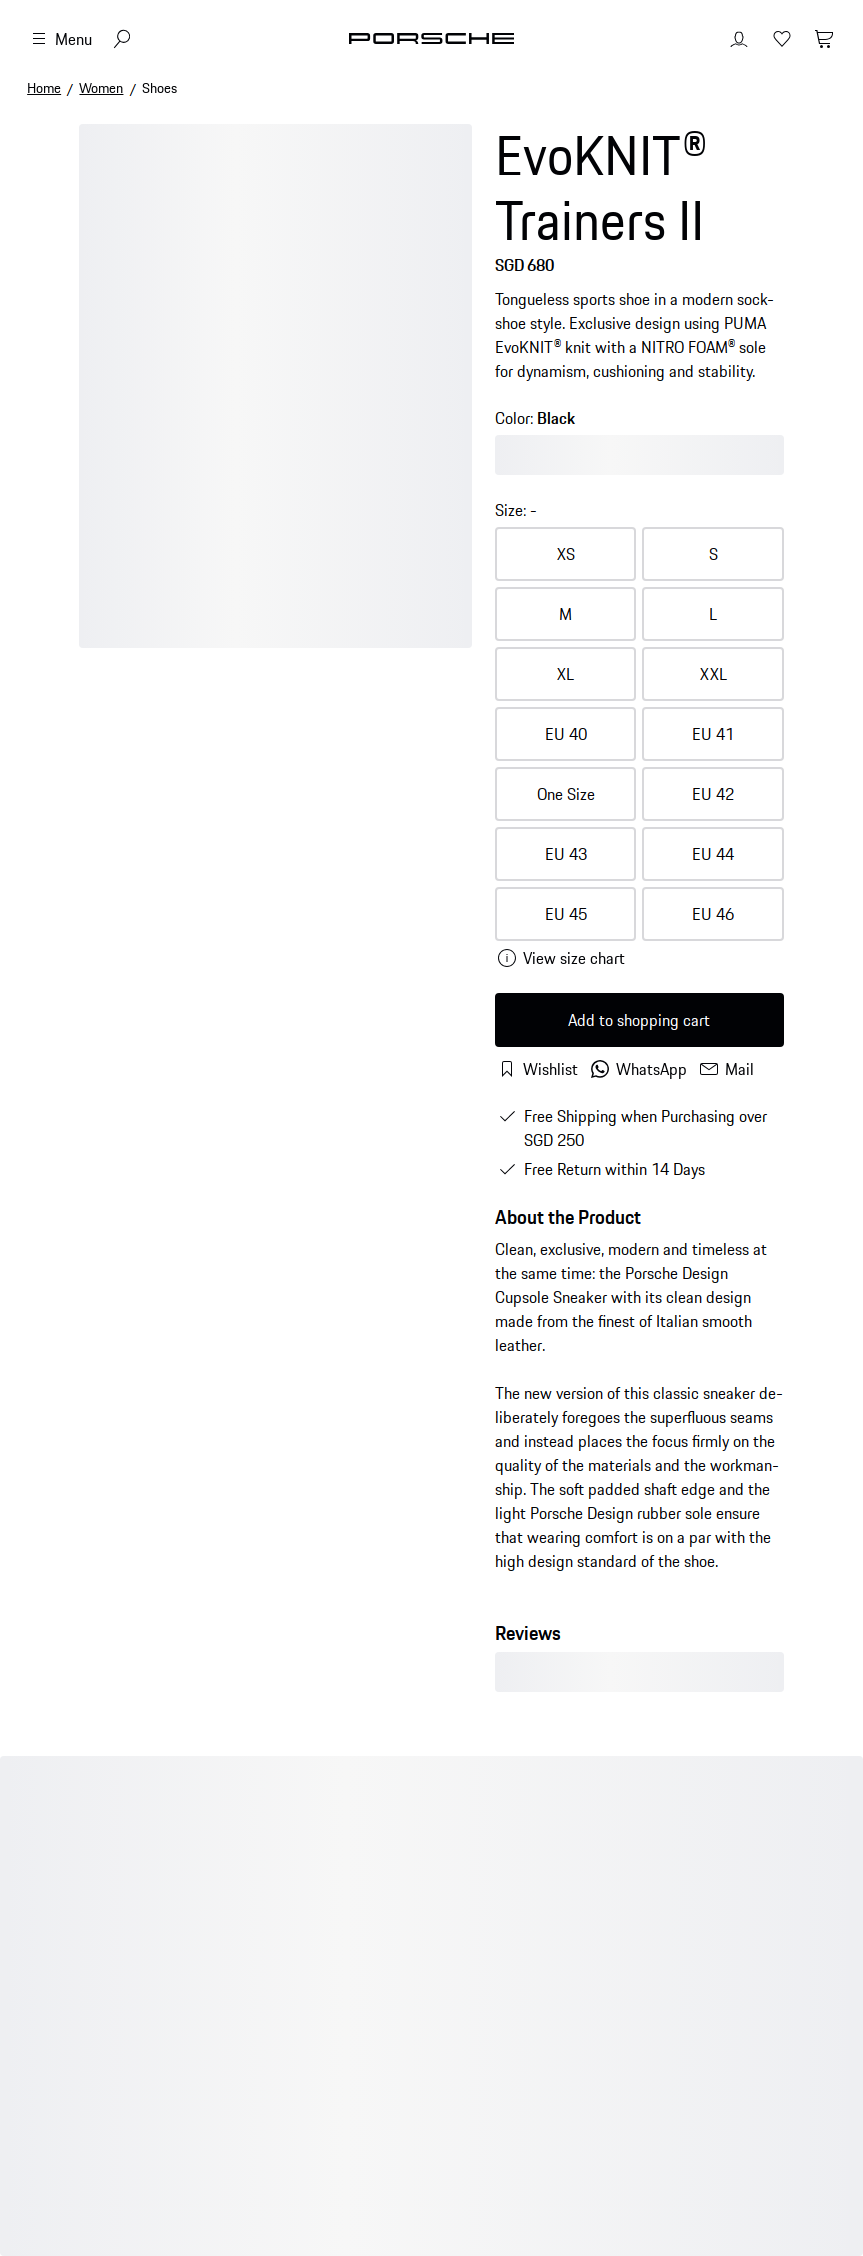 Menu
PORSCHE
Home / Women / Shoes
EvoKNIT®
Trainers II
SGD 680
Tongueless sports shoe in a modern sock-
shoe style. Exclusive design using PUMA
EvoKNIT® knit with a NITRO FOAM® sole
for dynamism, cushioning and stability.
Color: Black
Size: -
XS
S
M
L
XL
XXL
EU 40
EU 41
One Size
EU 42
EU 43
EU 44
EU 45
EU 46
View size chart
Add to shopping cart
Wishlist WhatsApp Mail
Free Shipping when Purchasing over
SGD 250
Free Return within 14 Days
About the Product
Clean, exclusive, modern and timeless at
the same time: the Porsche Design
Cupsole Sneaker with its clean design
made from the finest of Italian smooth
leather.
The new version of this classic sneaker de-
liberately foregoes the superfluous seams
and instead places the focus firmly on the
quality of the materials and the workman-
ship. The soft padded shaft edge and the
light Porsche Design rubber sole ensure
that wearing comfort is on a par with the
high design standard of the shoe.
Reviews